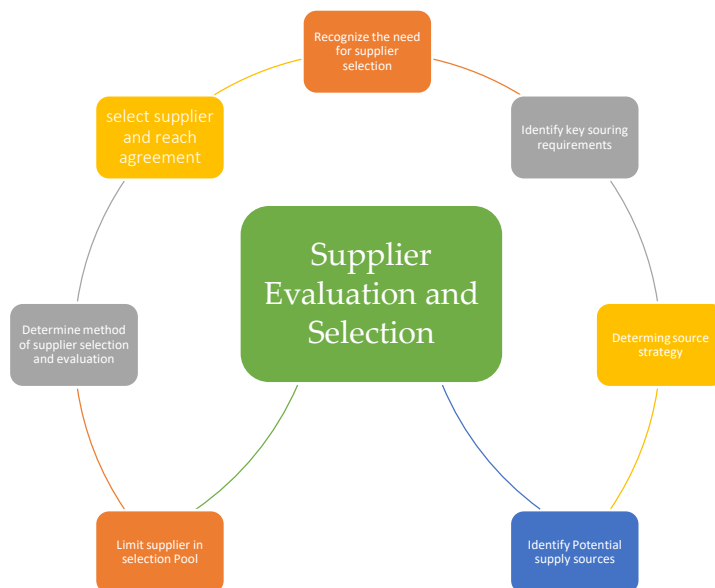 Recognize the need
for supplier
selection
Identify key souring
requirements
Determing source
strategy
Identify Potential
supply sources
Supplier
Evaluation and
Selection
Limit supplier in
selection Pool
Determine method
of supplier selection
and evaluation
select supplier
and reach
agreement